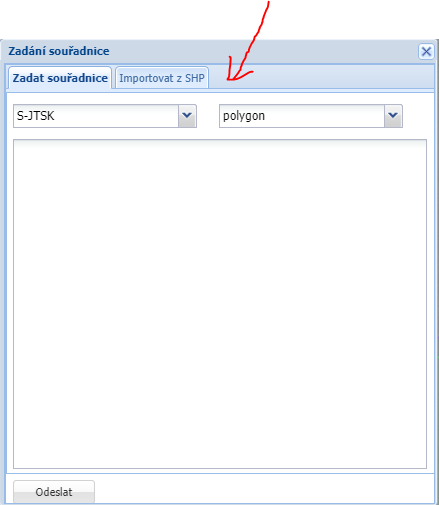 Zadání souřadnice
Zadat souřadnice Importovat z SHP
S-JTSK polygon
Odeslat